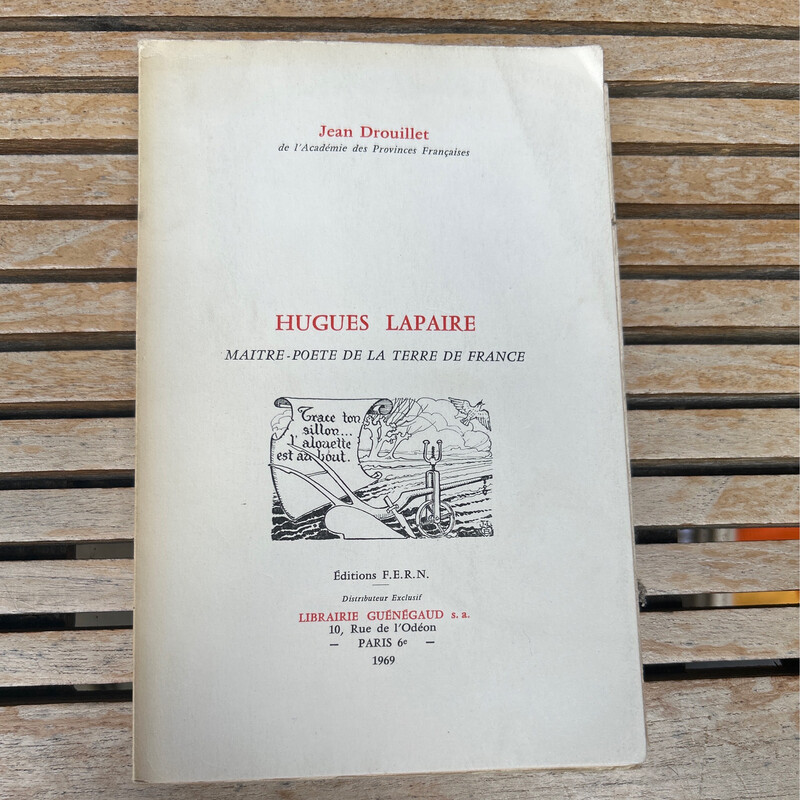 Jean Drouillet
de l'Académie des Provinces Françaises
HUGUES LAPAIRE
MAITRE-POETE DE LA TERRE DE FRANCE
Trace ton
sillon...
l'alouette
est au bout.
Éditions F.E.R.N.
Distributeur Exclusif
LIBRAIRIE GUÉNÉGAUD s. a.
10, Rue de l'Odéon
— PARIS 6e —
1969